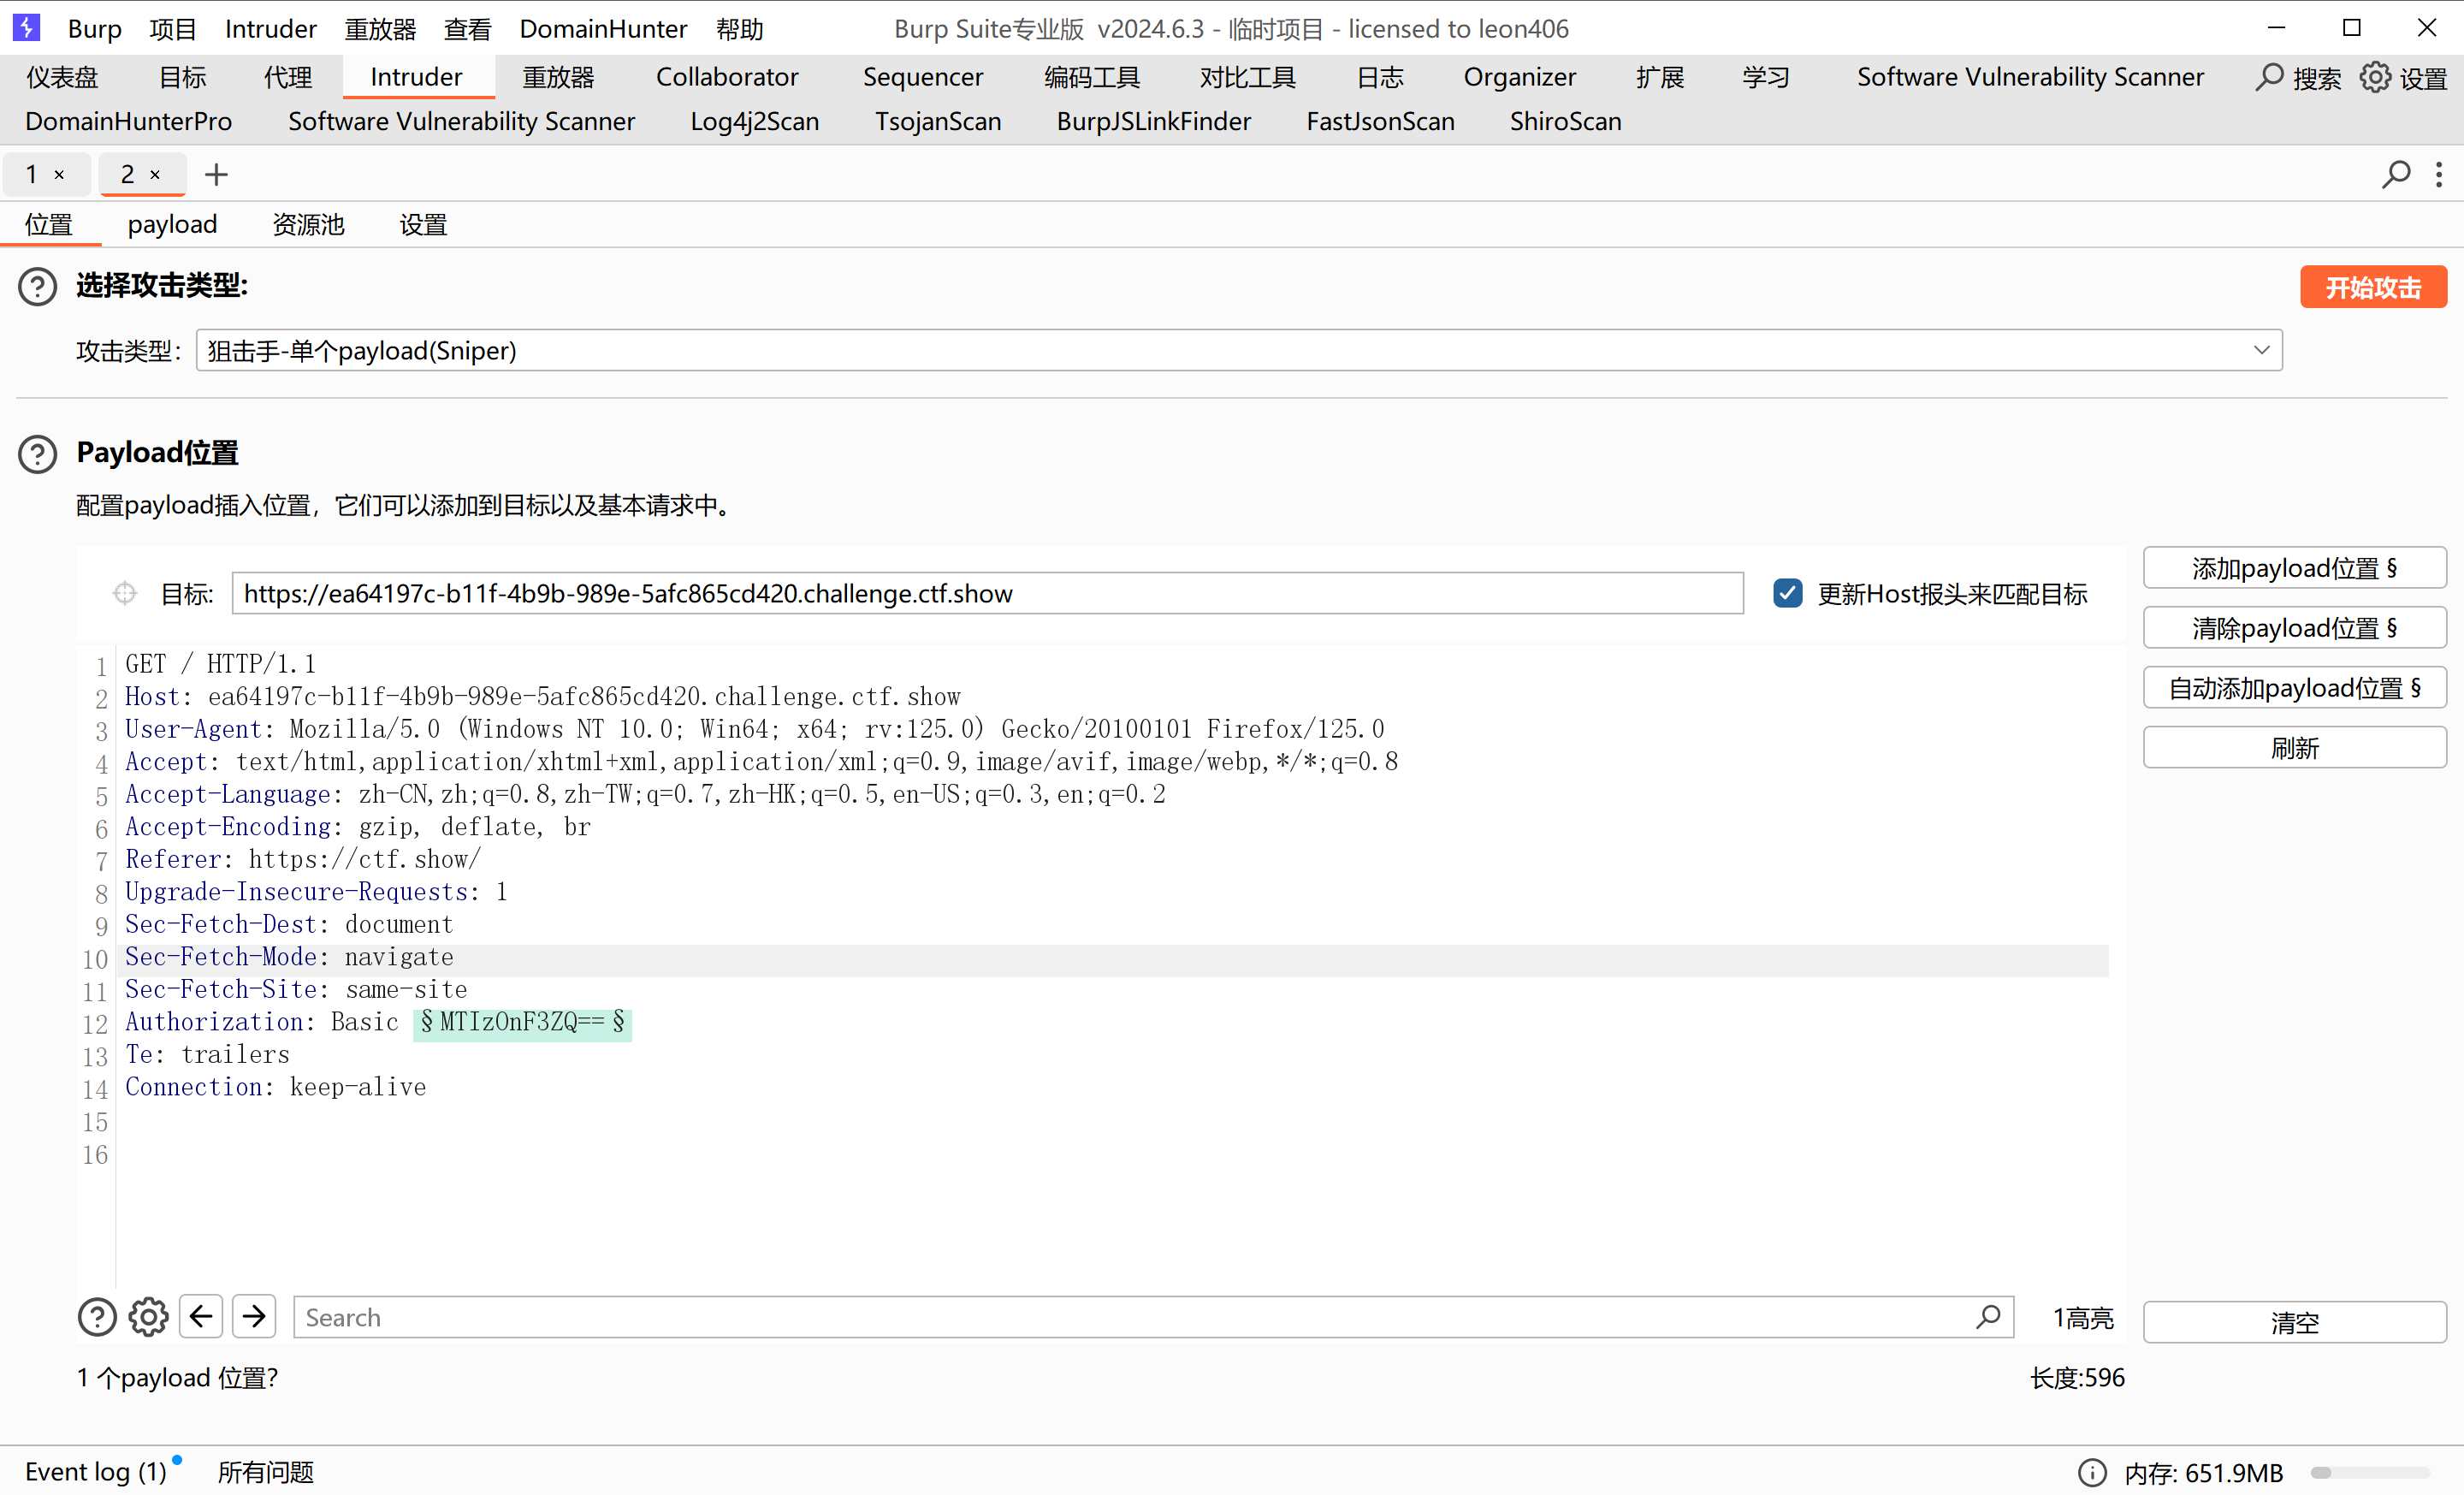 Burp 项目 Intruder 重放器 查看 DomainHunter 帮助 Burp Suite专业版 v2024.6.3 - 临时项目 - licensed to leon406
仪表盘 目标 代理 Intruder 重放器 Collaborator Sequencer 编码工具 对比工具 日志 Organizer 扩展 学习 Software Vulnerability Scanner 搜索 设置
DomainHunterPro Software Vulnerability Scanner Log4j2Scan TsojanScan BurpJSLinkFinder FastJsonScan ShiroScan
1 × 2 × +
位置 payload 资源池 设置
选择攻击类型:
开始攻击
攻击类型: 狙击手-单个payload(Sniper)
Payload位置
配置payload插入位置，它们可以添加到目标以及基本请求中。
目标: https://ea64197c-b11f-4b9b-989e-5afc865cd420.challenge.ctf.show 更新Host报头来匹配目标
添加payload位置 §
清除payload位置 §
自动添加payload位置 §
刷新
1 GET / HTTP/1.1
2 Host: ea64197c-b11f-4b9b-989e-5afc865cd420.challenge.ctf.show
3 User-Agent: Mozilla/5.0 (Windows NT 10.0; Win64; x64; rv:125.0) Gecko/20100101 Firefox/125.0
4 Accept: text/html,application/xhtml+xml,application/xml;q=0.9,image/avif,image/webp,*/*;q=0.8
5 Accept-Language: zh-CN,zh;q=0.8,zh-TW;q=0.7,zh-HK;q=0.5,en-US;q=0.3,en;q=0.2
6 Accept-Encoding: gzip, deflate, br
7 Referer: https://ctf.show/
8 Upgrade-Insecure-Requests: 1
9 Sec-Fetch-Dest: document
10 Sec-Fetch-Mode: navigate
11 Sec-Fetch-Site: same-site
12 Authorization: Basic §MTIzOnF3ZQ==§
13 Te: trailers
14 Connection: keep-alive
15
16
Search 1高亮 清空
1 个payload 位置? 长度:596
Event log (1) 所有问题 内存: 651.9MB